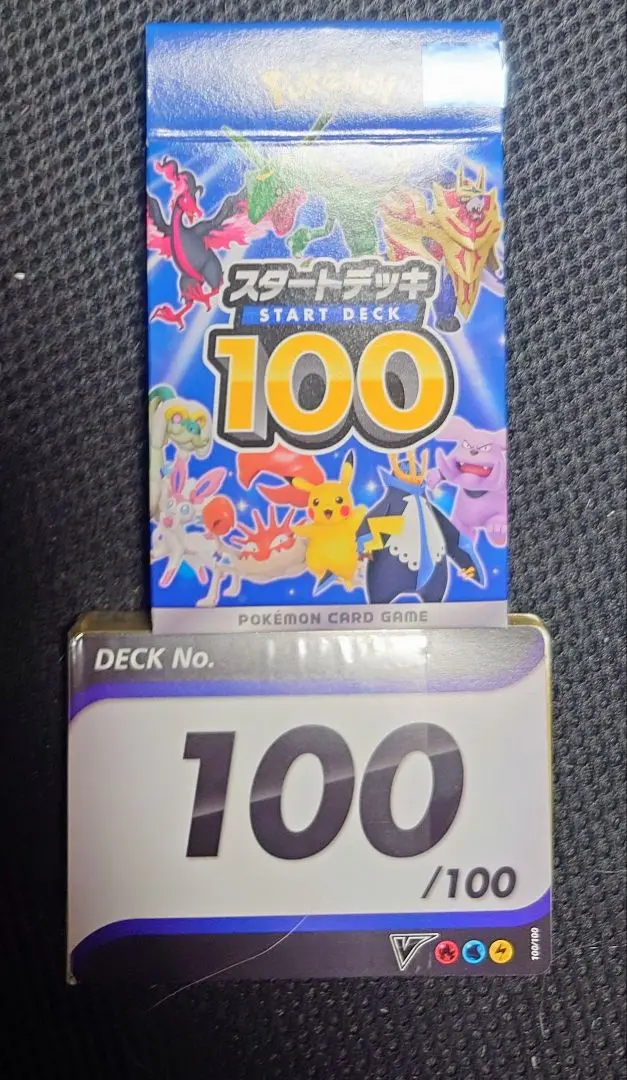 Pokémon
スタートデッキ
START DECK
100
POKÉMON CARD GAME
DECK No.
100
/100
V
100/100